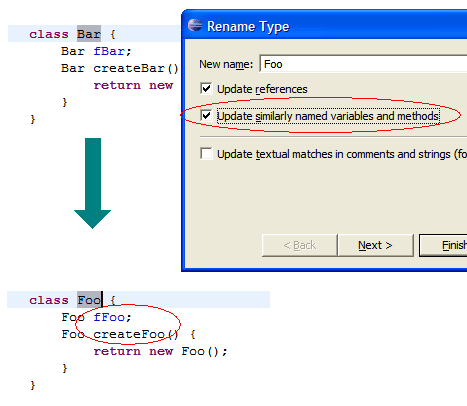 class Bar {
Bar fBar;
Bar createBar()
return new
}
}
Rename Type
New name: Foo
Update references
Update similarly named variables and methods
Update textual matches in comments and strings (fo
< Back
Next >
Finish
class Foo {
Foo fFoo;
Foo createFoo() {
return new Foo();
}
}